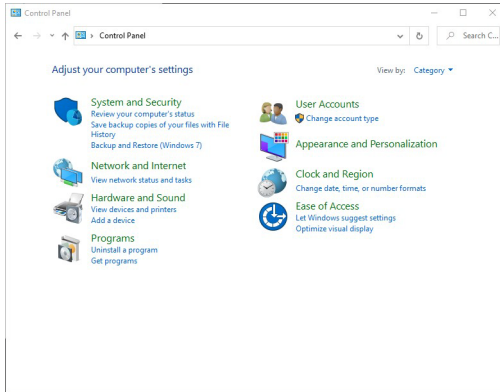 Control Panel
Control Panel
Search C...
Adjust your computer's settings
View by: Category
System and Security
Review your computer's status
Save backup copies of your files with File
History
Backup and Restore (Windows 7)
Network and Internet
View network status and tasks
Hardware and Sound
View devices and printers
Add a device
Programs
Uninstall a program
Get programs
User Accounts
Change account type
Appearance and Personalization
Clock and Region
Change date, time, or number formats
Ease of Access
Let Windows suggest settings
Optimize visual display